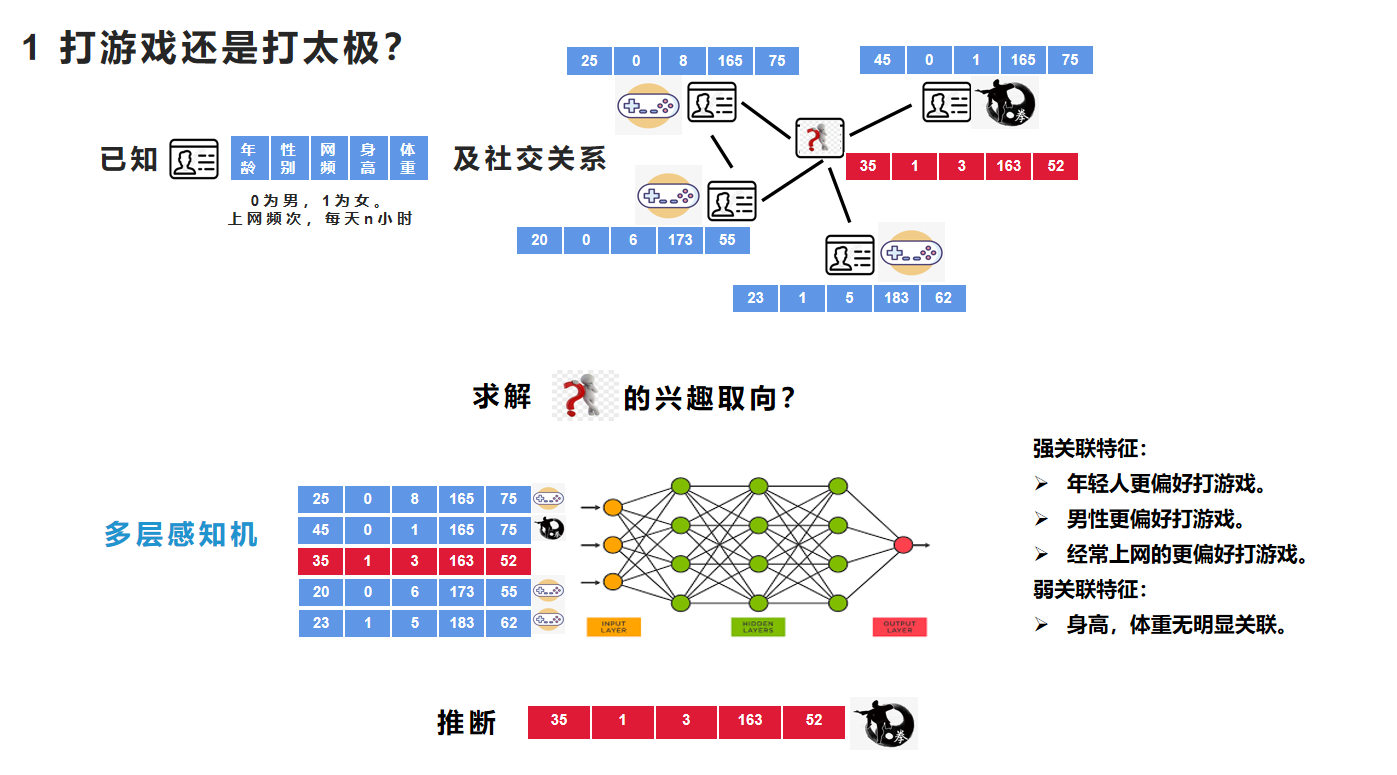 1 打游戏还是打太极？
25 0 8 165 75
45 0 1 165 75
拳
已知
年龄 性别 网频 身高 体重
及社交关系
0为男，1为女。
上网频次，每天n小时
35 1 3 163 52
20 0 6 173 55
23 1 5 183 62
求解
的兴趣取向？
多层感知机
25 0 8 165 75
45 0 1 165 75
35 1 3 163 52
20 0 6 173 55
23 1 5 183 62
INPUT
LAYER
HIDDEN
LAYERS
OUTPUT
LAYER
强关联特征：
➢ 年轻人更偏好打游戏。
➢ 男性更偏好打游戏。
➢ 经常上网的更偏好打游戏。
弱关联特征：
➢ 身高，体重无明显关联。
推断
35 1 3 163 52
拳